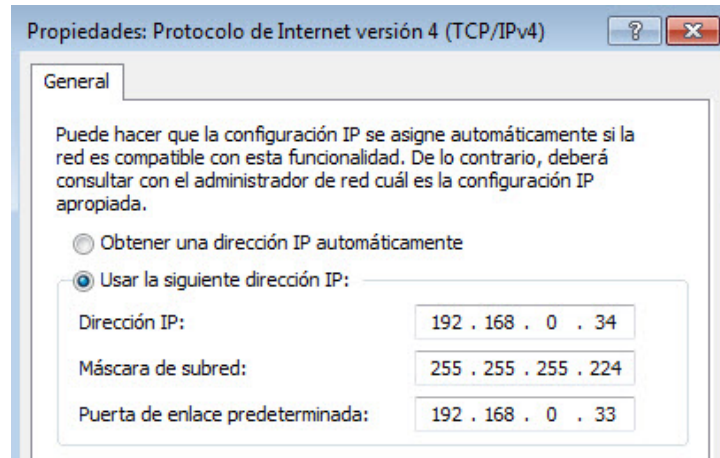 Propiedades: Protocolo de Internet versión 4 (TCP/IPv4)
General
Puede hacer que la configuración IP se asigne automáticamente si la
red es compatible con esta funcionalidad. De lo contrario, deberá
consultar con el administrador de red cuál es la configuración IP
apropiada.
Obtener una dirección IP automáticamente
Usar la siguiente dirección IP:
Dirección IP: 192 . 168 . 0 . 34
Máscara de subred: 255 . 255 . 255 . 224
Puerta de enlace predeterminada: 192 . 168 . 0 . 33